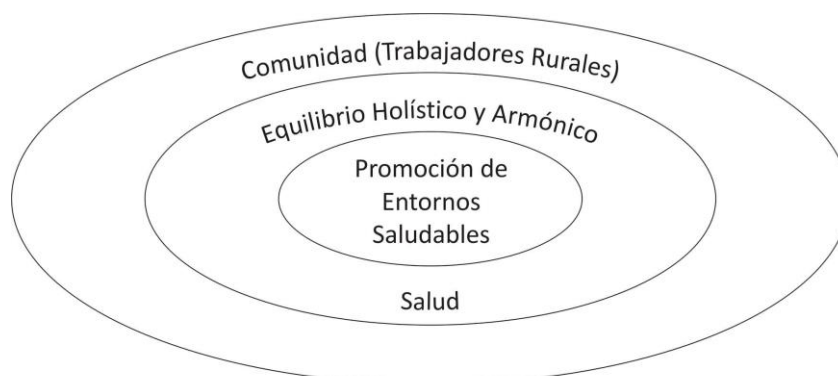 Comunidad (Trabajadores Rurales)
Equilibrio Holístico y Armónico
Promoción de
Entornos
Saludables
Salud